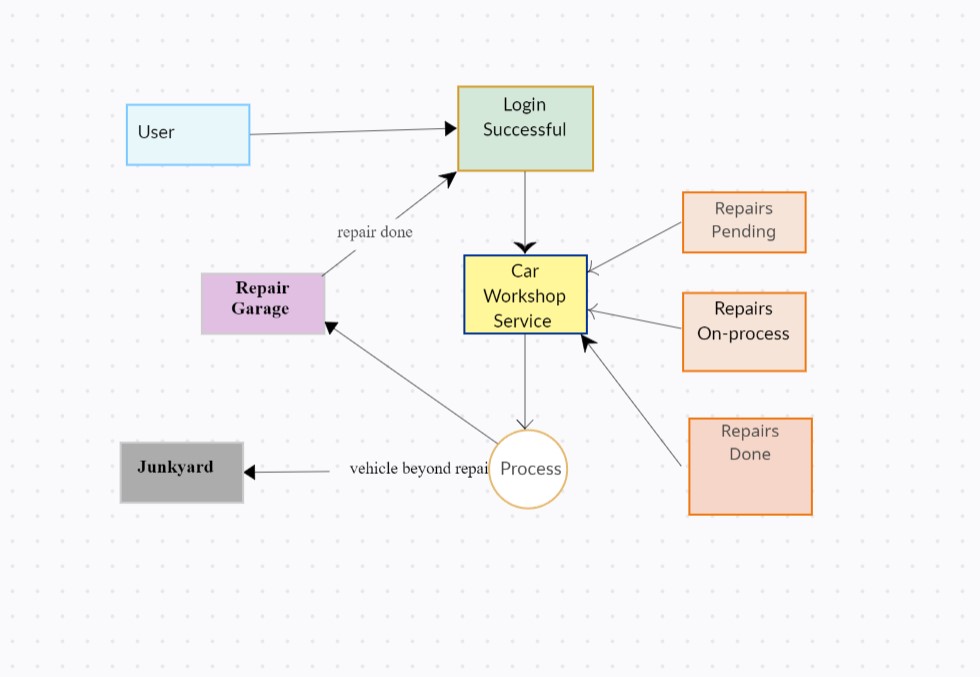 Login
Successful
User
Repairs
Pending
repair done
Car
Workshop
Service
Repair
Garage
Repairs
On-process
Repairs
Done
Junkyard
vehicle beyond repai
Process